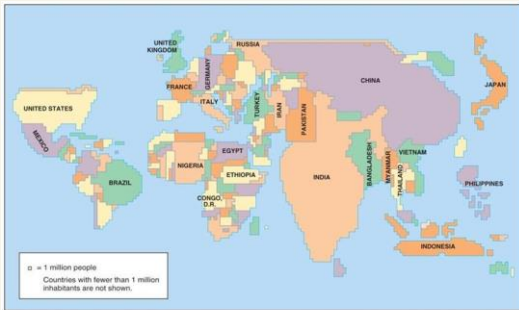 UNITED
KINGDOM
RUSSIA
GERMANY
FRANCE
ITALY
TURKEY
IRAN
PAKISTAN
CHINA
JAPAN
UNITED STATES
MEXICO
BRAZIL
NIGERIA
EGYPT
ETHIOPIA
CONGO,
D.R.
INDIA
BANGLADESH
MYANMAR
THAILAND
VIETNAM
PHILIPPINES
INDONESIA
= 1 million people
Countries with fewer than 1 million
inhabitants are not shown.